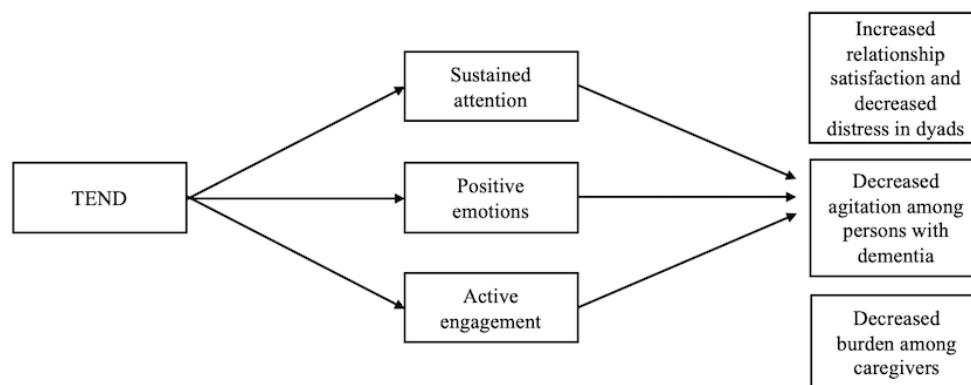 TEND
Sustained
attention
Positive
emotions
Active
engagement
Increased
relationship
satisfaction and
decreased
distress in dyads
Decreased
agitation among
persons with
dementia
Decreased
burden among
caregivers